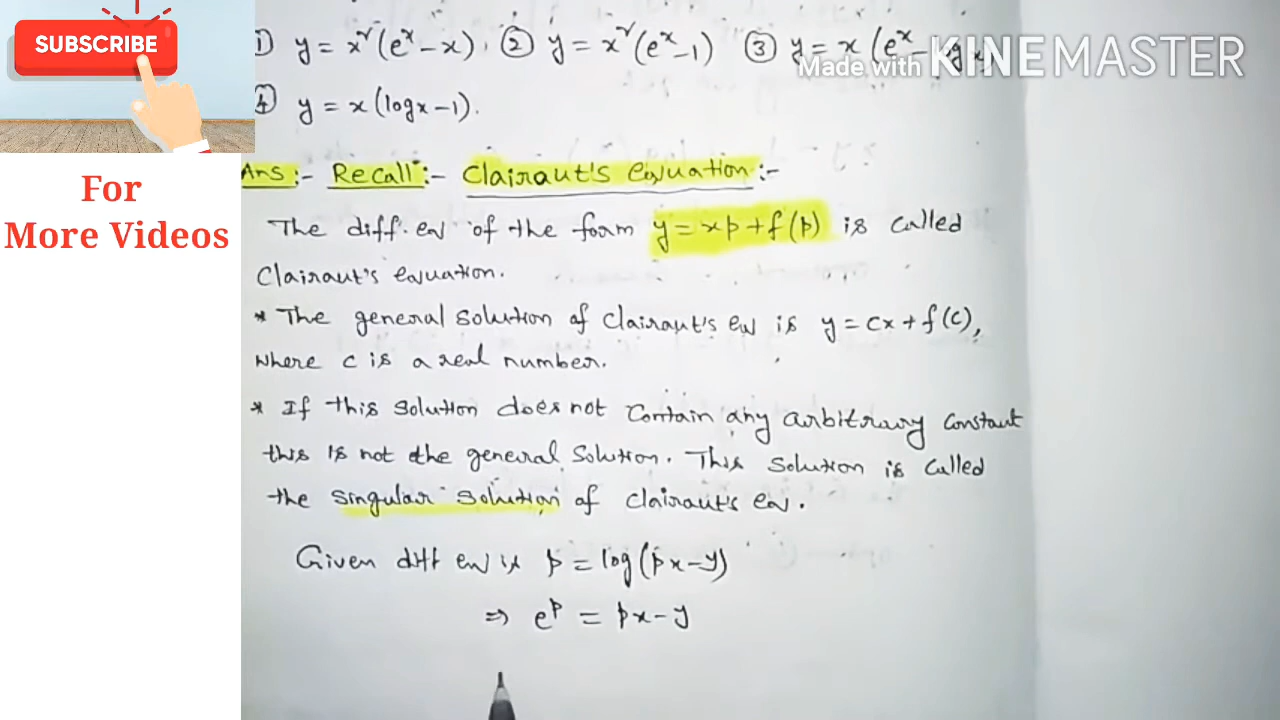 SUBSCRIBE
For
More Videos
① y = x² (eˣ - x). ② y = x² (eˣ - 1) ③ y = x (eˣ -
Made with KINEMASTER
④ y = x (log x - 1).
Ans :- Recall :- Clairaut's equation :-
The diff. eq of the form y = xp + f(p) is called
Clairaut's equation.
* The general solution of Clairaut's eq is y = cx + f(c),
where c is a real number.
* If this solution does not contain any arbitrary constant
this is not the general solution. This solution is called
the singular solution of clairaut's eq.
Given diff eq is p = log(px - y)
⇒ eᵖ = px - y